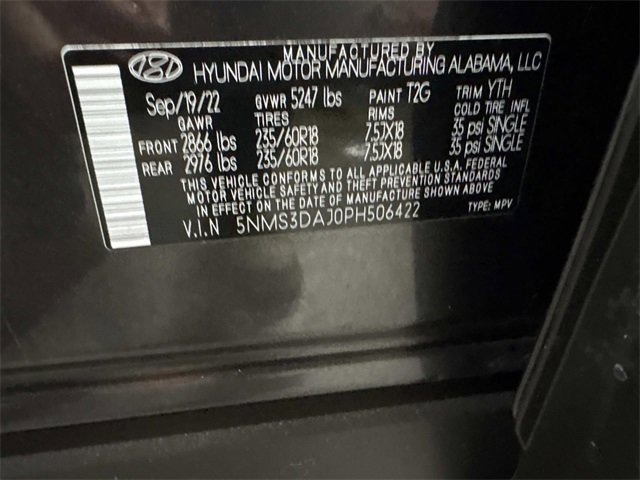 MANUFACTURED BY
HYUNDAI MOTOR MANUFACTURING ALABAMA, LLC
Sep/19/22 GVWR 5247 lbs PAINT T2G TRIM YTH
GAWR TIRES RIMS COLD TIRE INFL
FRONT 2866 lbs 235/60R18 7.5JX18 35 psi SINGLE
REAR 2976 lbs 235/60R18 7.5JX18 35 psi SINGLE
THIS VEHICLE CONFORMS TO ALL APPLICABLE U.S.A. FEDERAL
MOTOR VEHICLE SAFETY AND THEFT PREVENTION STANDARDS
IN EFFECT ON THE DATE OF MANUFACTURE SHOWN ABOVE
V.I.N 5NMS3DAJ0PH506422 TYPE: MPV